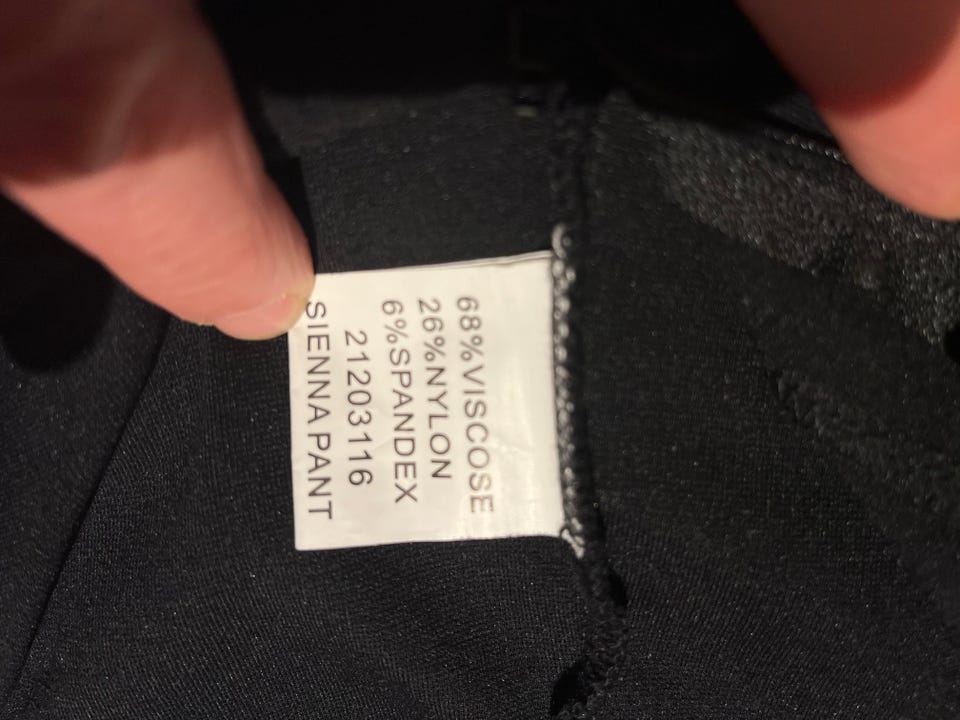 68%VISCOSE
26%NYLON
6%SPANDEX
21203116
SIENNA PANT